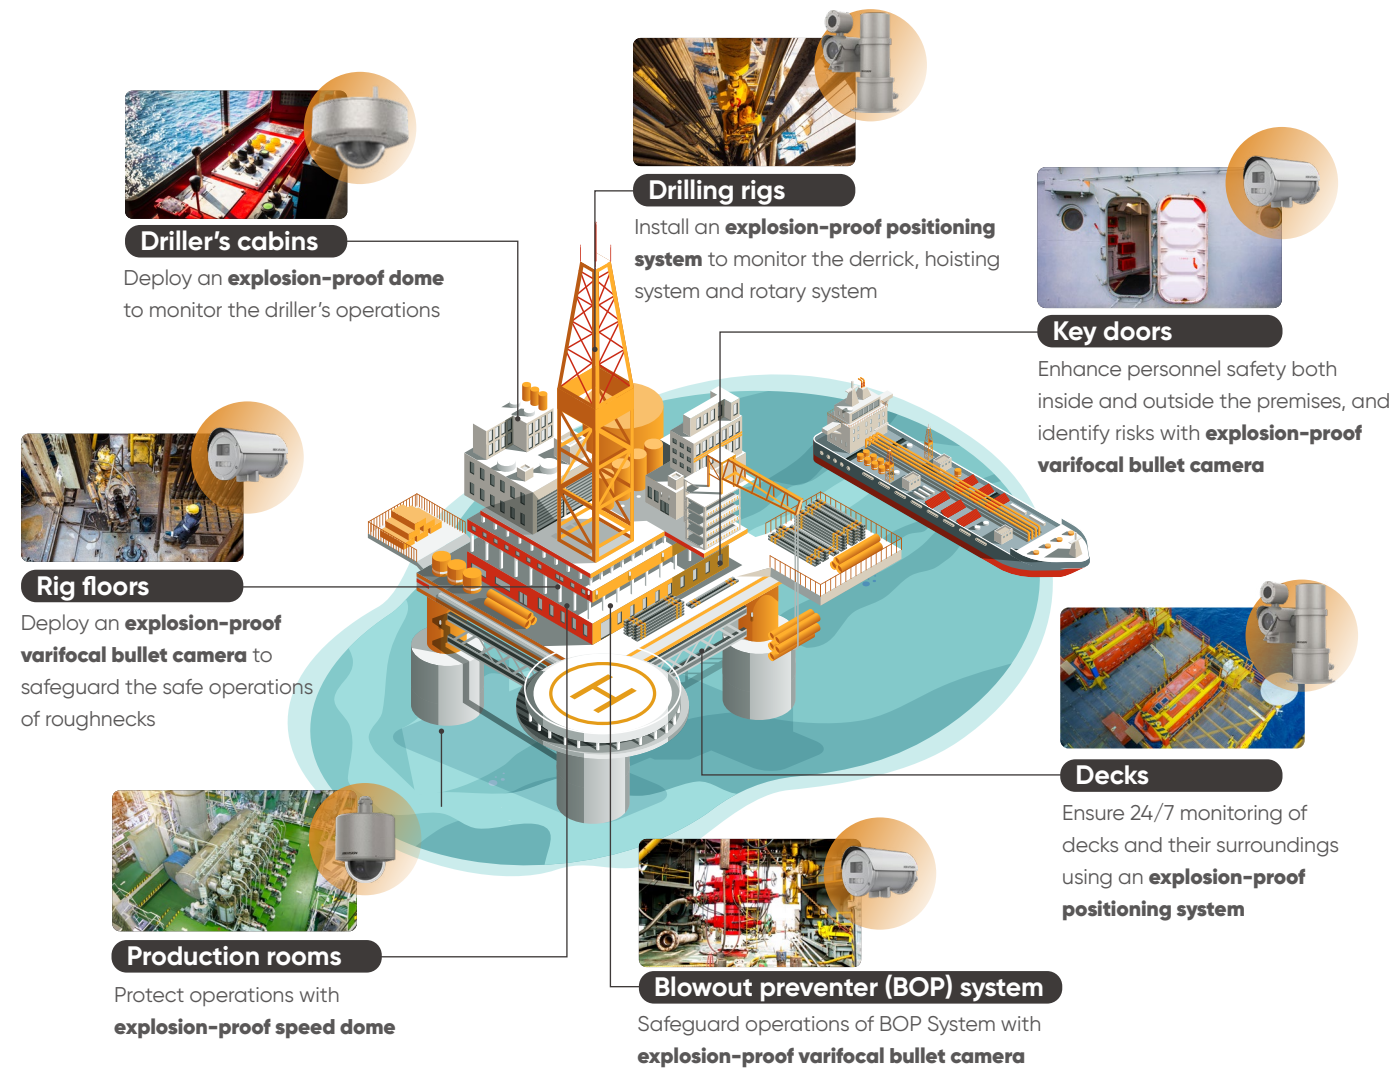 Driller's cabins
Deploy an explosion-proof dome
to monitor the driller's operations
Drilling rigs
Install an explosion-proof positioning
system to monitor the derrick, hoisting
system and rotary system
Key doors
Enhance personnel safety both
inside and outside the premises, and
identify risks with explosion-proof
varifocal bullet camera
Rig floors
Deploy an explosion-proof
varifocal bullet camera to
safeguard the safe operations
of roughnecks
H
Decks
Ensure 24/7 monitoring of
decks and their surroundings
using an explosion-proof
positioning system
Production rooms
Protect operations with
explosion-proof speed dome
Blowout preventer (BOP) system
Safeguard operations of BOP System with
explosion-proof varifocal bullet camera